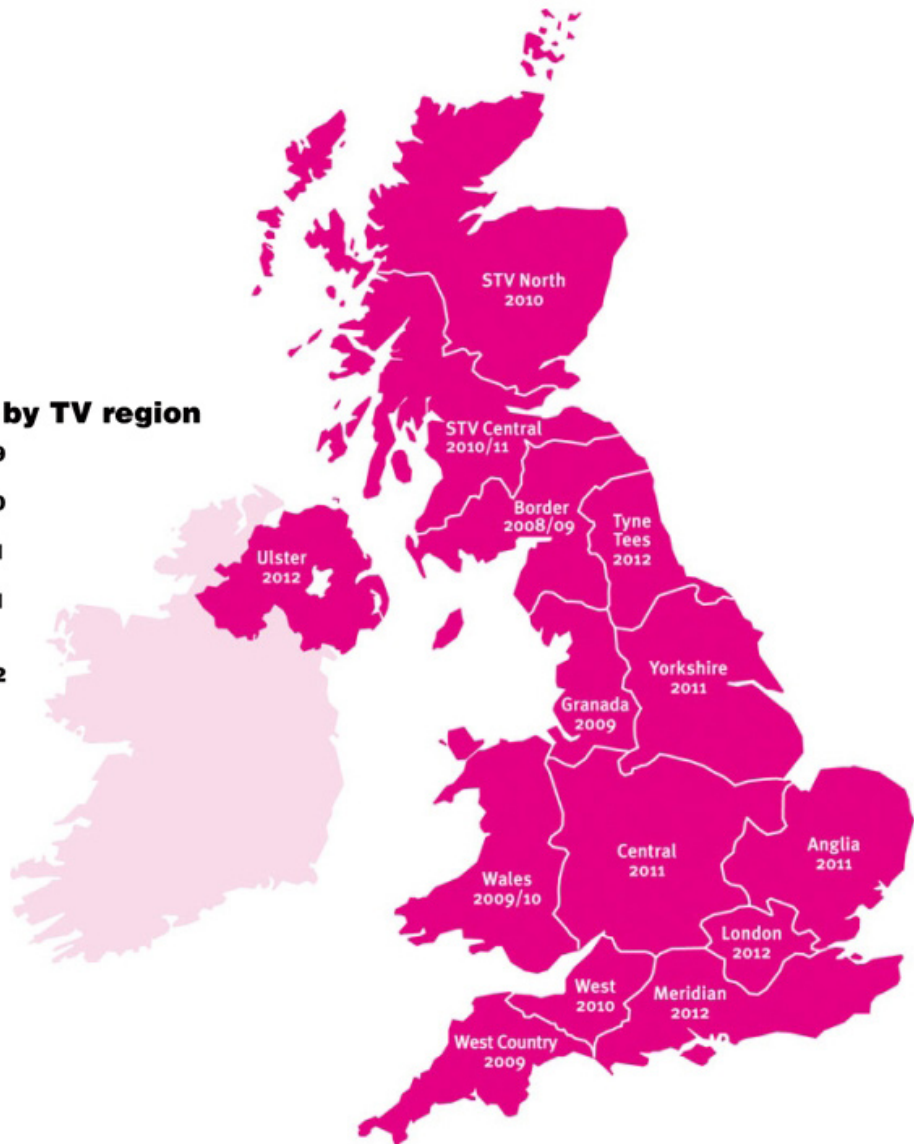 by TV region
STV North
2010
STV Central
2010/11
Border
2008/09
Tyne
Tees
2012
Ulster
2012
Yorkshire
2011
Granada
2009
Central
2011
Anglia
2011
Wales
2009/10
London
2012
West
2010
Meridian
2012
West Country
2009